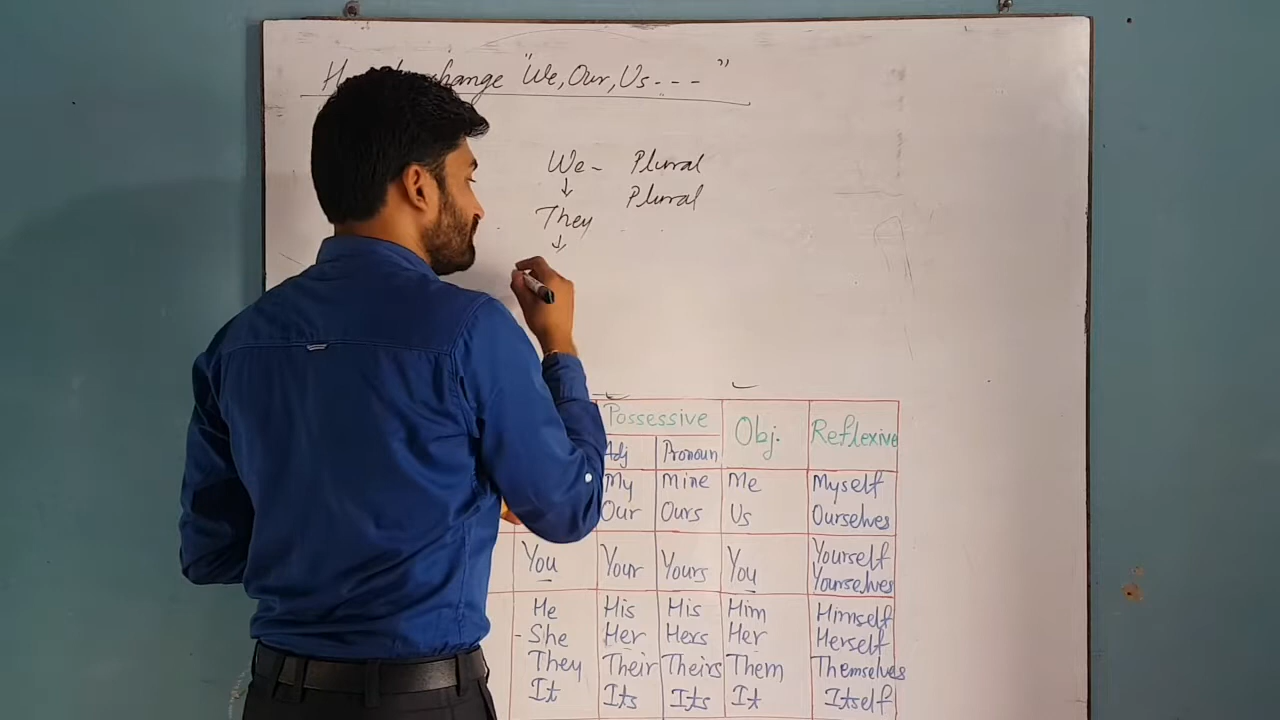 change "We, Our, Us --- "
We - Plural
↓ Plural
They
↓
Possessive Obj. Reflexive
Adj Pronoun
My mine Me Myself
Our Ours Us Ourselves
You Your Yours You Yourself
Yourselves
He His His Him Himself
- She Her Hers Her Herself
They Their Theirs Them Themselves
It Its Its It Itself